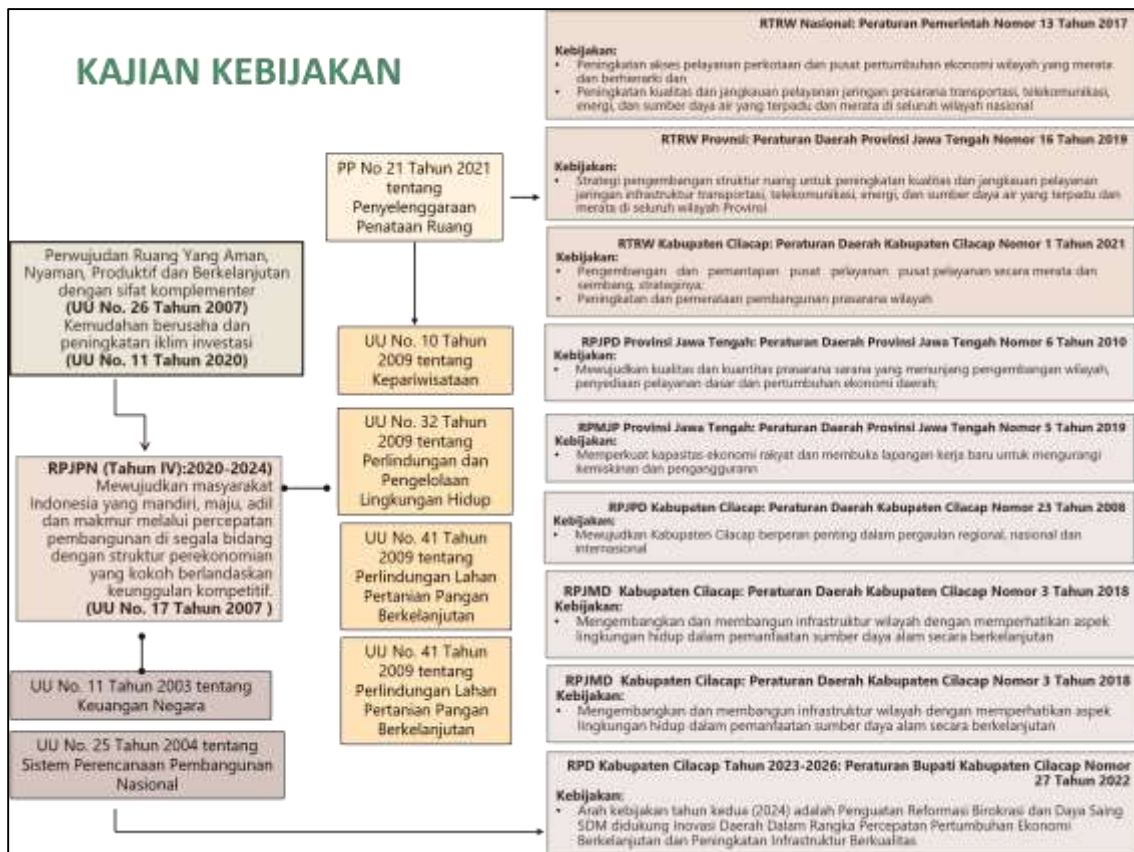 KAJIAN KEBIJAKAN
Perwujudan Ruang Yang Aman,
Nyaman, Produktif dan Berkelanjutan
dengan sifat komplementer
(UU No. 26 Tahun 2007)
Kemudahan berusaha dan
peningkatan iklim investasi
(UU No. 11 Tahun 2020)
RPJPN (Tahun IV):2020-2024)
Mewujudkan masyarakat
Indonesia yang mandiri, maju, adil
dan makmur melalui percepatan
pembangunan di segala bidang
dengan struktur perekonomian
yang kokoh berlandaskan
keunggulan kompetitif.
(UU No. 17 Tahun 2007 )
UU No. 11 Tahun 2003 tentang
Keuangan Negara
UU No. 25 Tahun 2004 tentang
Sistem Perencanaan Pembangunan
Nasional
PP No 21 Tahun 2021
tentang
Penyelenggaraan
Penataan Ruang
UU No. 10 Tahun
2009 tentang
Kepariwisataan
UU No. 32 Tahun
2009 tentang
Perlindungan dan
Pengelolaan
Lingkungan Hidup
UU No. 41 Tahun
2009 tentang
Perlindungan Lahan
Pertanian Pangan
Berkelanjutan
UU No. 41 Tahun
2009 tentang
Perlindungan Lahan
Pertanian Pangan
Berkelanjutan
RTRW Nasional: Peraturan Pemerintah Nomor 13 Tahun 2017
Kebijakan:
• Peningkatan akses pelayanan perkotaan dan pusat pertumbuhan ekonomi wilayah yang merata
dan berhierarki dan
• Peningkatan kualitas dan jangkauan pelayanan jaringan prasarana transportasi, telekomunikasi,
energi, dan sumber daya air yang terpadu dan merata di seluruh wilayah nasional
RTRW Provnsi: Peraturan Daerah Provinsi Jawa Tengah Nomor 16 Tahun 2019
Kebijakan:
• Strategi pengembangan struktur ruang untuk peningkatan kualitas dan jangkauan pelayanan
jaringan infrastruktur transportasi, telekomunikasi, energi, dan sumber daya air yang terpadu dan
merata di seluruh wilayah Provinsi
RTRW Kabupaten Cilacap: Peraturan Daerah Kabupaten Cilacap Nomor 1 Tahun 2021
• Pengembangan dan pemantapan pusat pelayanan pusat pelayanan secara merata dan
seimbang, strateginya;
• Peningkatan dan pemerataan pembangunan prasarana wilayah
RPJPD Provinsi Jawa Tengah: Peraturan Daerah Provinsi Jawa Tengah Nomor 6 Tahun 2010
• Mewujudkan kualitas dan kuantitas prasarana sarana yang menunjang pengembangan wilayah,
penyediaan pelayanan dasar dan pertumbuhan ekonomi daerah;
RPMJP Provinsi Jawa Tengah: Peraturan Daerah Provinsi Jawa Tengah Nomor 5 Tahun 2019
Kebijakan:
• Memperkuat kapasitas ekonomi rakyat dan membuka lapangan kerja baru untuk mengurangi
kemiskinan dan penggangurann
RPJPD Kabupaten Cilacap: Peraturan Daerah Kabupaten Cilacap Nomor 23 Tahun 2008
Kebijakan:
• Mewujudkan Kabupaten Cilacap berperan penting dalam pergaulan regional, nasional dan
internasional
RPJMD Kabupaten Cilacap: Peraturan Daerah Kabupaten Cilacap Nomor 3 Tahun 2018
Kebijakan:
• Mengembangkan dan membangun infrastruktur wilayah dengan memperhatikan aspek
lingkungan hidup dalam pemanfaatan sumber daya alam secara berkelanjutan
RPJMD Kabupaten Cilacap: Peraturan Daerah Kabupaten Cilacap Nomor 3 Tahun 2018
Kebijakan:
• Mengembangkan dan membangun infrastruktur wilayah dengan memperhatikan aspek
lingkungan hidup dalam pemanfaatan sumber daya alam secara berkelanjutan
RPD Kabupaten Cilacap Tahun 2023-2026: Peraturan Bupati Kabupaten Cilacap Nomor
27 Tahun 2022
Kebijakan:
• Arah kebijakan tahun kedua (2024) adalah Penguatan Reformasi Birokrasi dan Daya Saing
SDM didukung Inovasi Daerah Dalam Rangka Percepatan Pertumbuhan Ekonomi
Berkelanjutan dan Peningkatan Infrastruktur Berkualitas